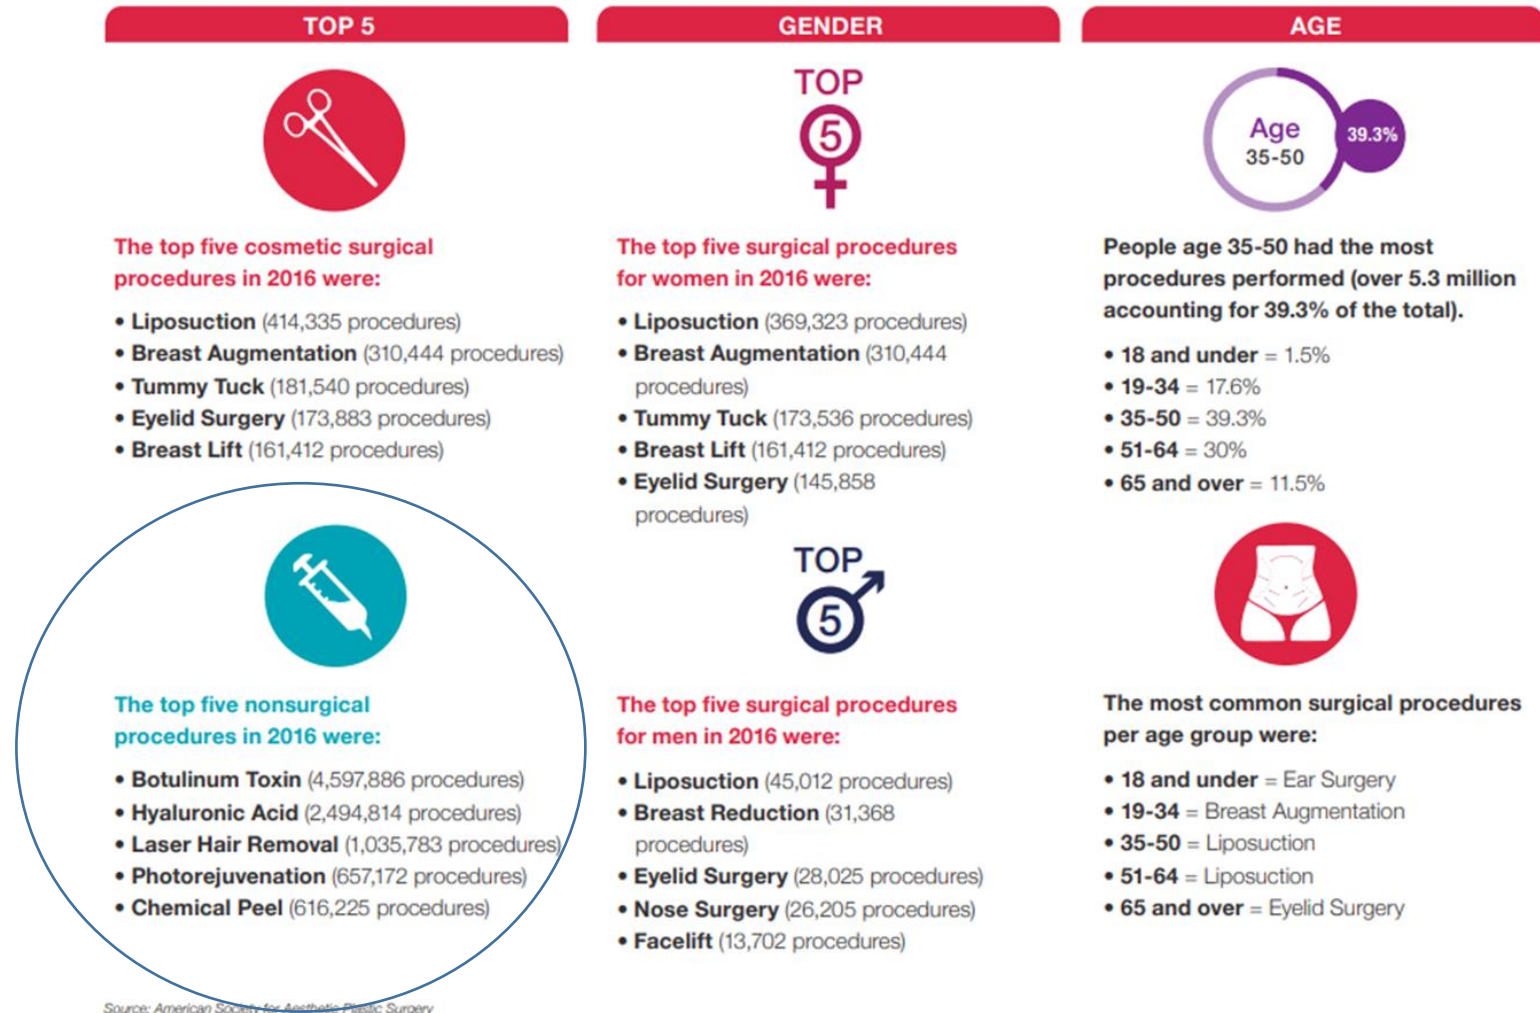 TOP 5
The top five cosmetic surgical
procedures in 2016 were:
• Liposuction (414,335 procedures)
• Breast Augmentation (310,444 procedures)
• Tummy Tuck (181,540 procedures)
• Eyelid Surgery (173,883 procedures)
• Breast Lift (161,412 procedures)
The top five nonsurgical
procedures in 2016 were:
• Botulinum Toxin (4,597,886 procedures)
• Hyaluronic Acid (2,494,814 procedures)
• Laser Hair Removal (1,035,783 procedures)
• Photorejuvenation (657,172 procedures)
• Chemical Peel (616,225 procedures)
Source: American Society for Aesthetic Plastic Surgery
GENDER
TOP
5
The top five surgical procedures
for women in 2016 were:
• Liposuction (369,323 procedures)
• Breast Augmentation (310,444
procedures)
• Tummy Tuck (173,536 procedures)
• Breast Lift (161,412 procedures)
• Eyelid Surgery (145,858
procedures)
TOP
5
The top five surgical procedures
for men in 2016 were:
• Liposuction (45,012 procedures)
• Breast Reduction (31,368
procedures)
• Eyelid Surgery (28,025 procedures)
• Nose Surgery (26,205 procedures)
• Facelift (13,702 procedures)
AGE
Age
35-50
39.3%
People age 35-50 had the most
procedures performed (over 5.3 million
accounting for 39.3% of the total).
• 18 and under = 1.5%
• 19-34 = 17.6%
• 35-50 = 39.3%
• 51-64 = 30%
• 65 and over = 11.5%
The most common surgical procedures
per age group were:
• 18 and under = Ear Surgery
• 19-34 = Breast Augmentation
• 35-50 = Liposuction
• 51-64 = Liposuction
• 65 and over = Eyelid Surgery